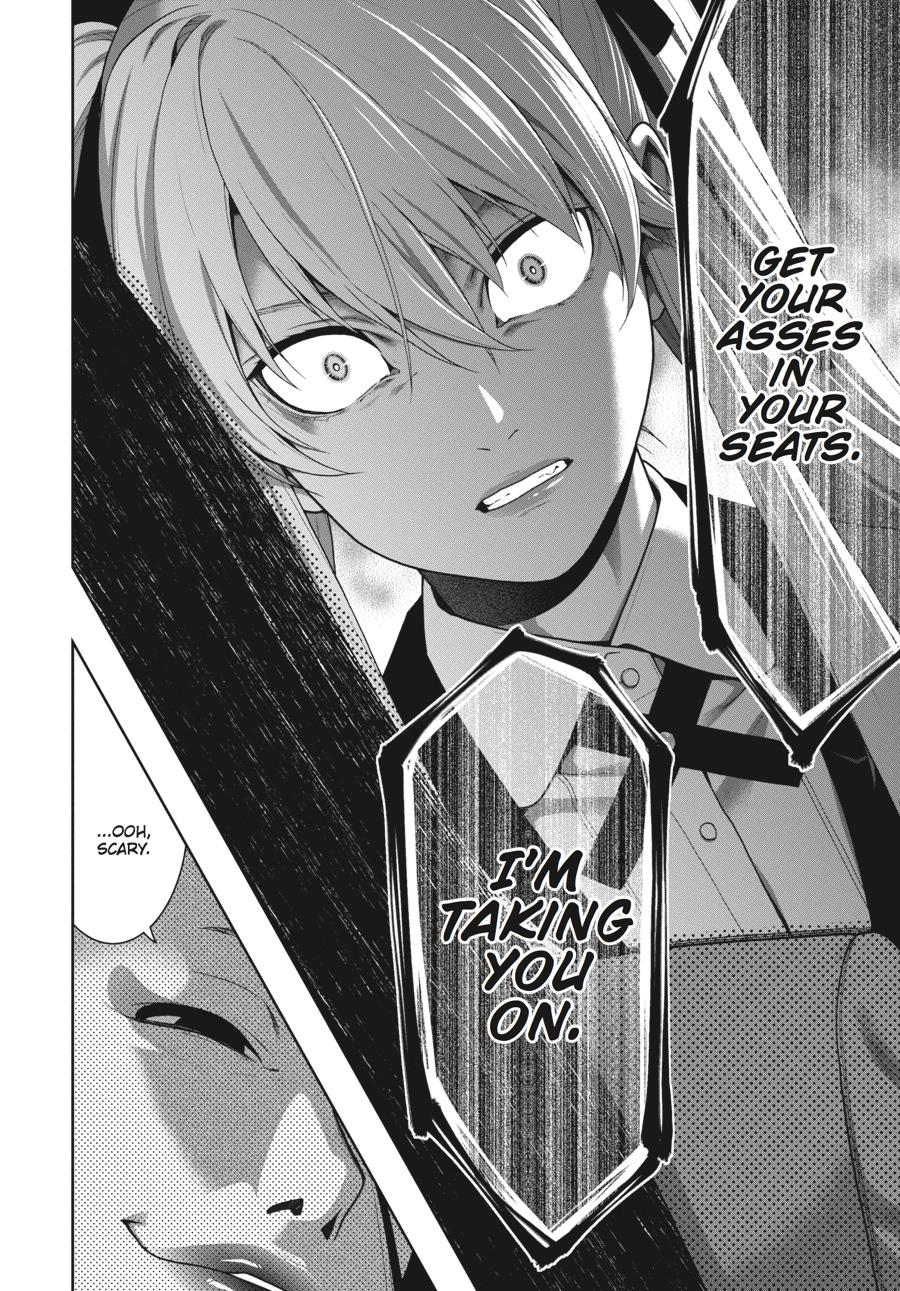 GET
YOUR
ASSES
IN
YOUR
SEATS.
I'M
TAKING
YOU
ON.
...OOH,
SCARY.